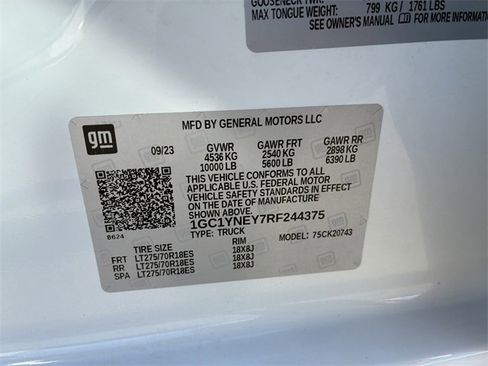 GOOSENECK TWR:
MAX TONGUE WEIGHT: 799 KG/ 1761 LBS
SEE OWNER'S MANUAL FOR MORE INFORMATION
gm
MFD BY GENERAL MOTORS LLC
09/23 GVWR GAWR FRT GAWR RR
4536 KG 2540 KG 2898 KG
10000 LB 5600 LB 6390 LB
THIS VEHICLE CONFORMS TO ALL
APPLICABLE U.S. FEDERAL MOTOR
VEHICLE SAFETY STANDARDS IN EFFECT
ON THE DATE OF MANUFACTURE SHOWN ABOVE.
1GC1YNEY7RF244375
B624
TYPE: TRUCK MODEL: 75CK20743
TIRE SIZE RIM
FRT LT275/70R18ES 18X8J
RR LT275/70R18ES 18X8J
SPA LT275/70R18ES 18X8J